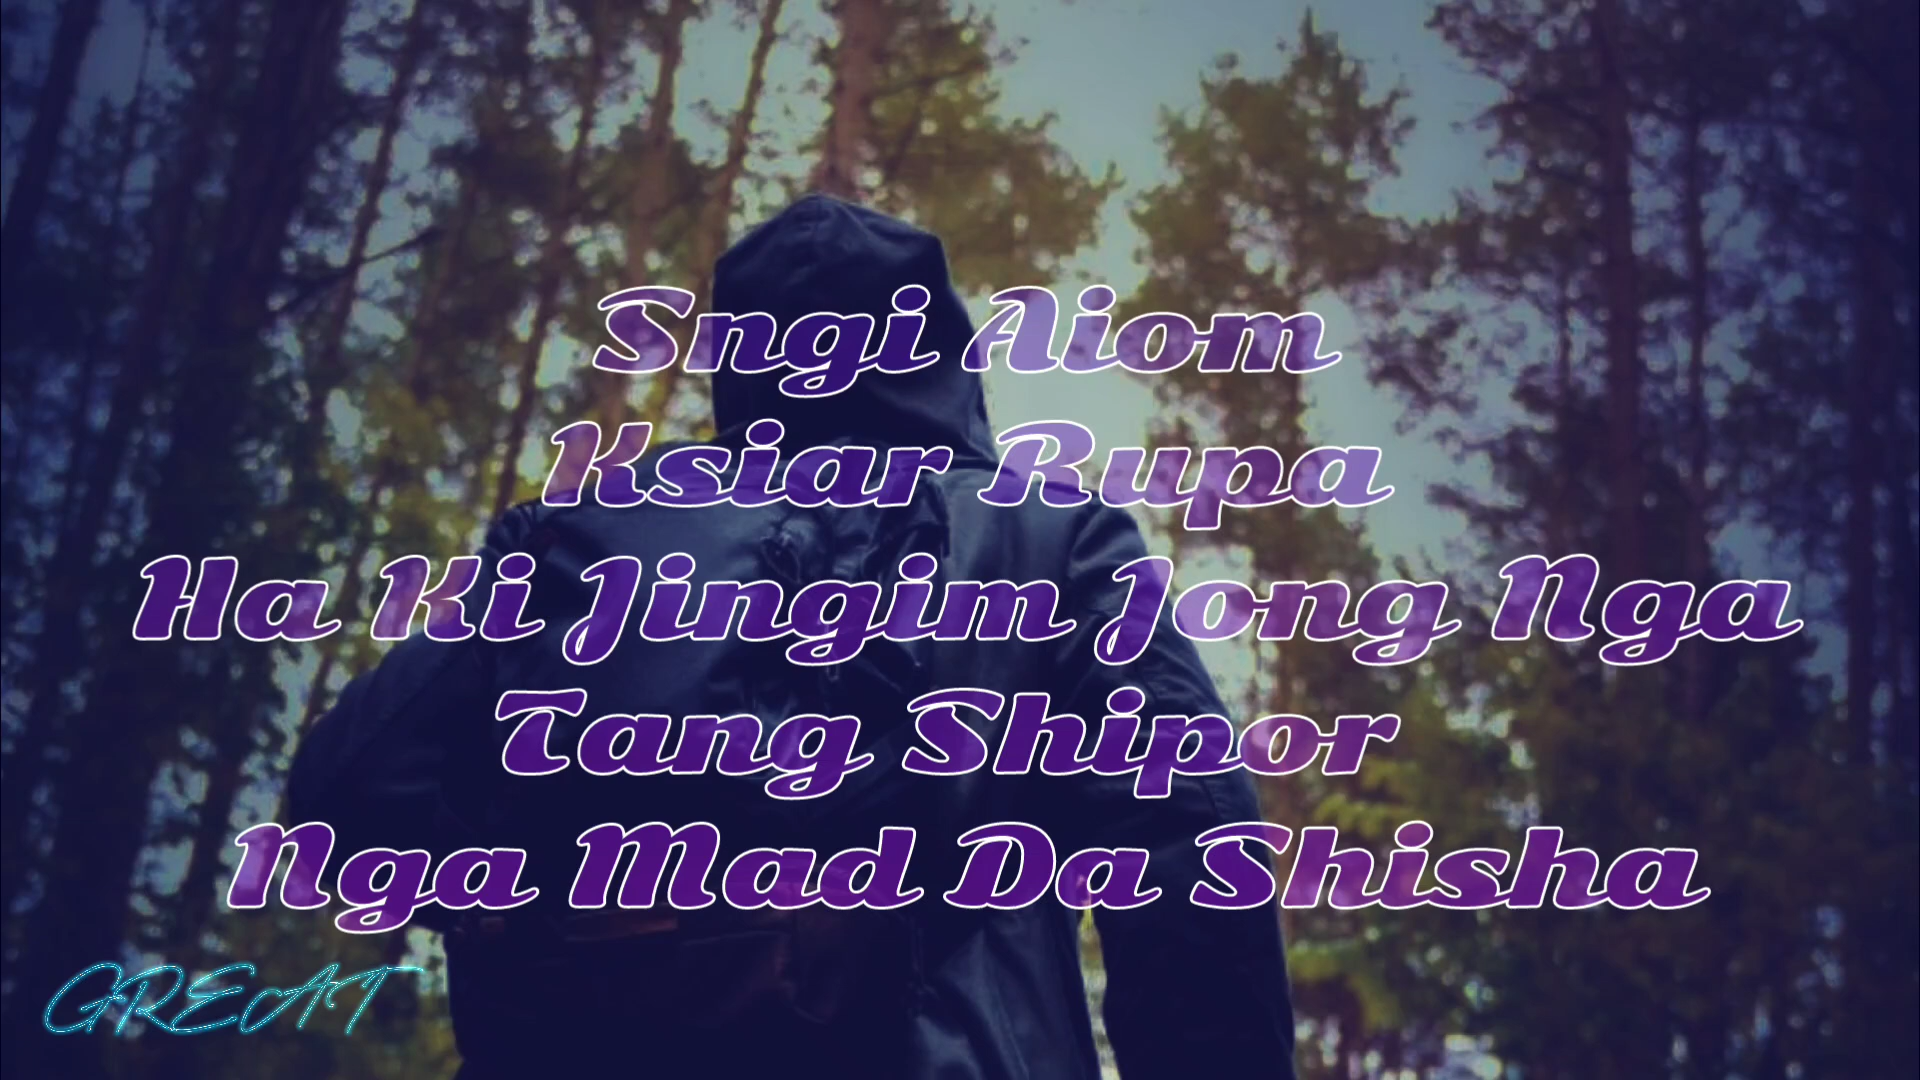 Sngi Aiom
Ksiar Rupa
Ha Ki Jingim Jong Nga
Tang Shipor
Nga Mad Da Shisha
GREAT